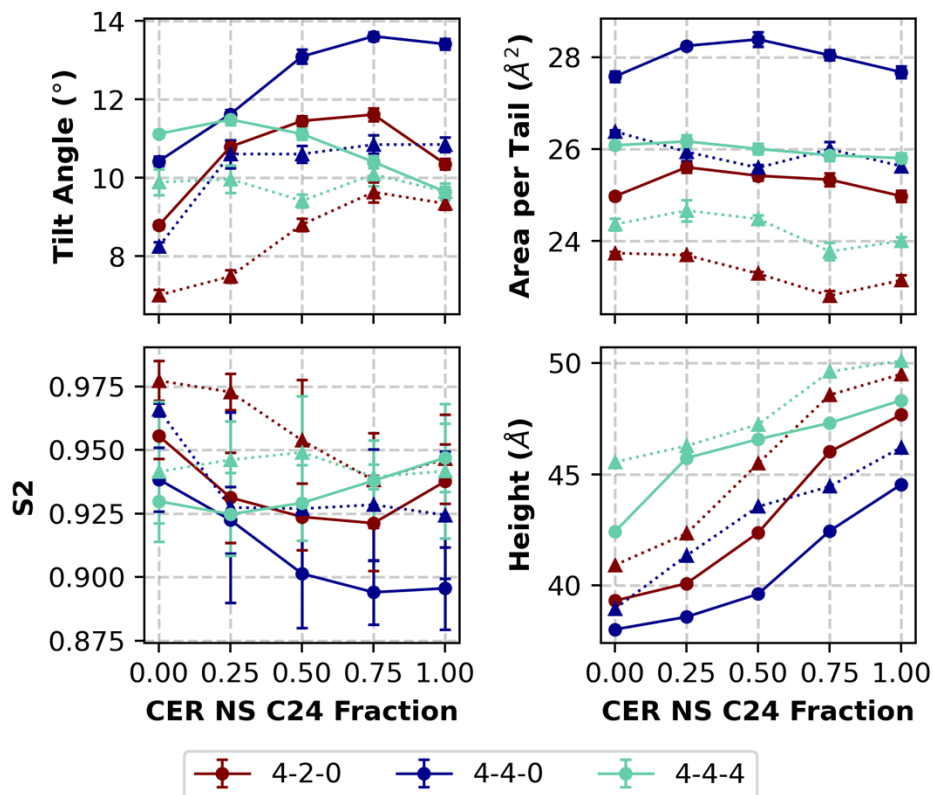 14
12
10
8
Tilt Angle (°)
28
26
24
Area per Tail (Å²)
0.975
0.950
0.925
0.900
0.875
S2
50
45
40
Height (Å)
0.00 0.25 0.50 0.75 1.00
CER NS C24 Fraction
0.00 0.25 0.50 0.75 1.00
CER NS C24 Fraction
4-2-0 4-4-0 4-4-4